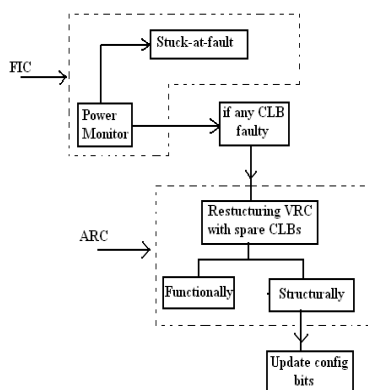 Stuck-at-fault
FIC
Power
Monitor
if any CLB
faulty
Restucturing VRC
with spare CLBs
ARC
Functionally
Structurally
Update config
bits